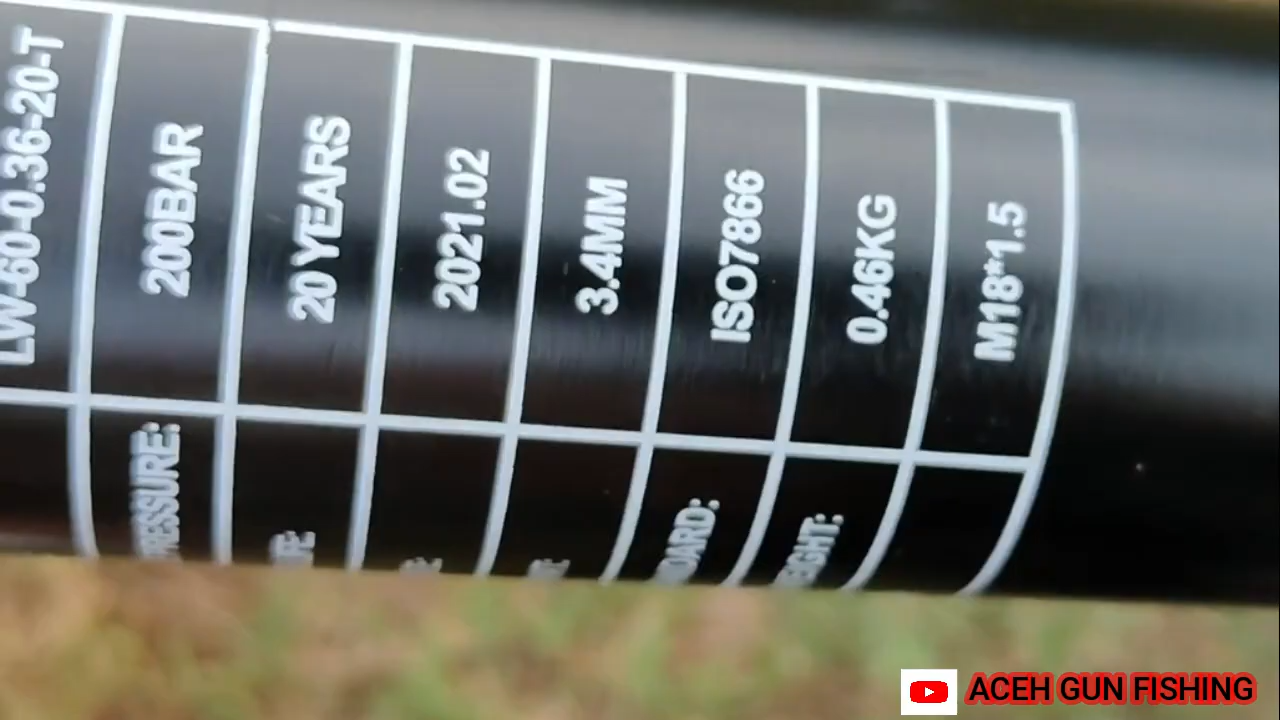 LW-60-0.36-20-T
PRESSURE: 200BAR
20 YEARS
2021.02
3.4MM
ISO7866
0.46KG
M18*1.5
ACEH GUN FISHING